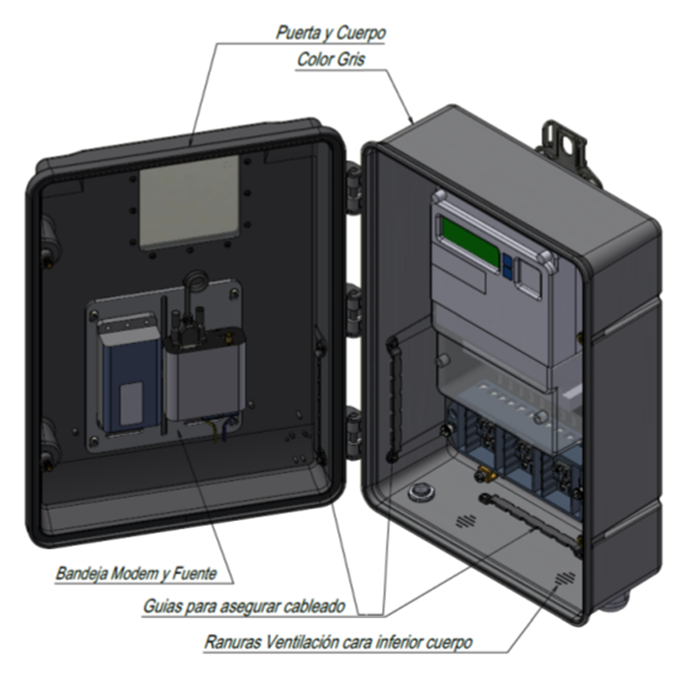 Puerta y Cuerpo
Color Gris
Bandeja Modem y Fuente
Guias para asegurar cableado
Ranuras Ventilación cara inferior cuerpo